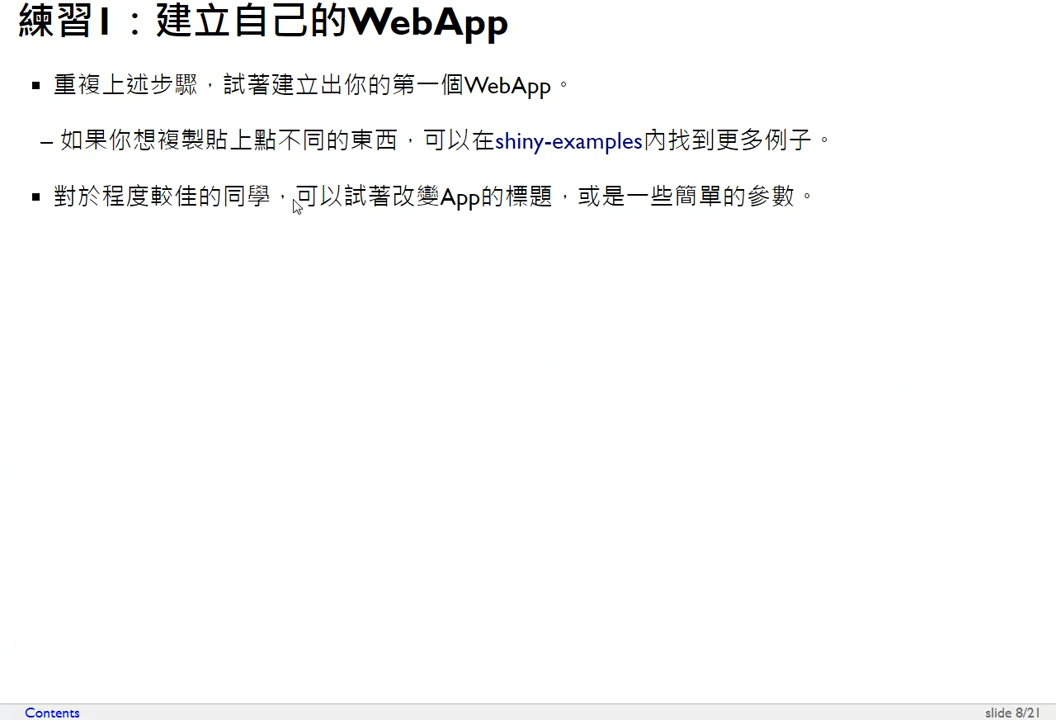 練習1：建立自己的WebApp
▪ 重複上述步驟，試著建立出你的第一個WebApp。
– 如果你想複製貼上點不同的東西，可以在shiny-examples內找到更多例子。
▪ 對於程度較佳的同學，可以試著改變App的標題，或是一些簡單的參數。
Contents
slide 8/21